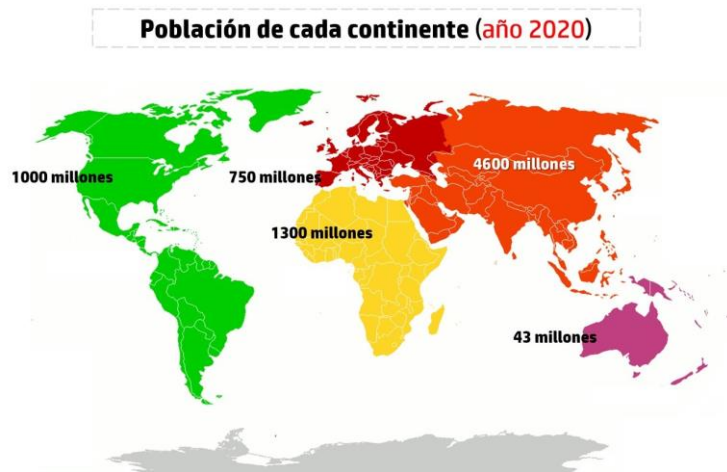 Población de cada continente (año 2020)
1000 millones
750 millones
4600 millones
1300 millones
43 millones